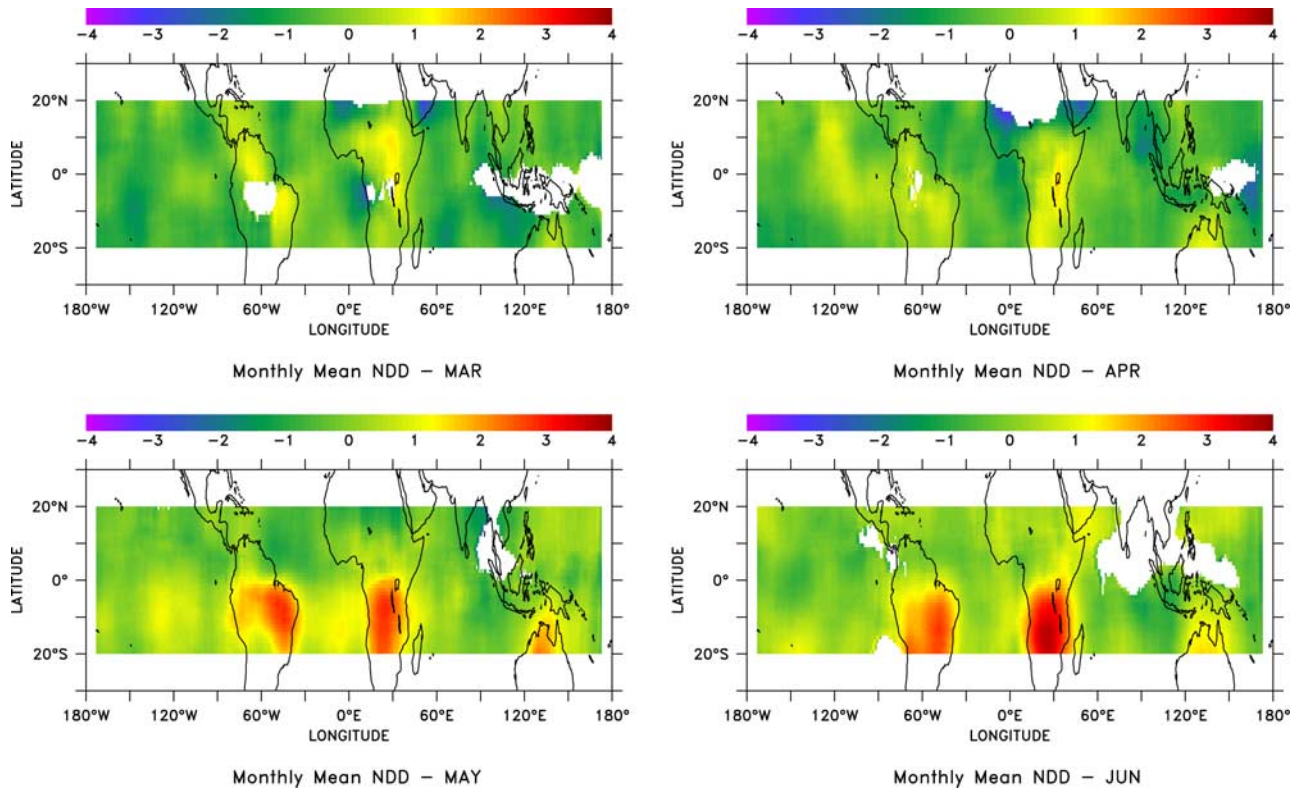 −4 −3 −2 −1 0 1 2 3 4
20°N
0°
20°S
LATITUDE
180°W 120°W 60°W 0°E 60°E 120°E 180°
LONGITUDE
Monthly Mean NDD − MAR
−4 −3 −2 −1 0 1 2 3 4
20°N
0°
20°S
LATITUDE
180°W 120°W 60°W 0°E 60°E 120°E 180°
LONGITUDE
Monthly Mean NDD − APR
−4 −3 −2 −1 0 1 2 3 4
20°N
0°
20°S
LATITUDE
180°W 120°W 60°W 0°E 60°E 120°E 180°
LONGITUDE
Monthly Mean NDD − MAY
−4 −3 −2 −1 0 1 2 3 4
20°N
0°
20°S
LATITUDE
180°W 120°W 60°W 0°E 60°E 120°E 180°
LONGITUDE
Monthly Mean NDD − JUN